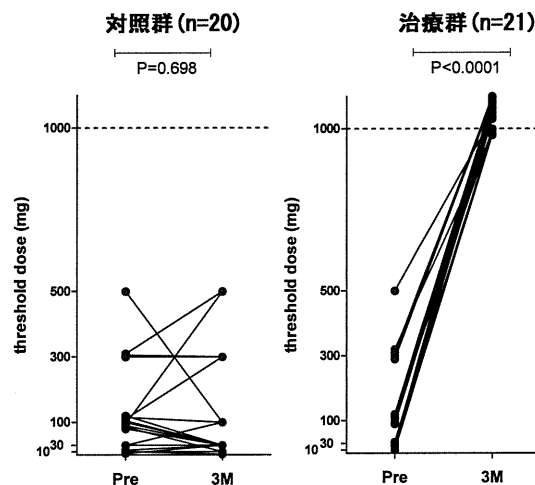 対照群(n=20)
P=0.698
threshold dose (mg)
1000
500
300
100
30
10
Pre
3M
治療群(n=21)
P<0.0001
threshold dose (mg)
1000
500
300
100
30
10
Pre
3M